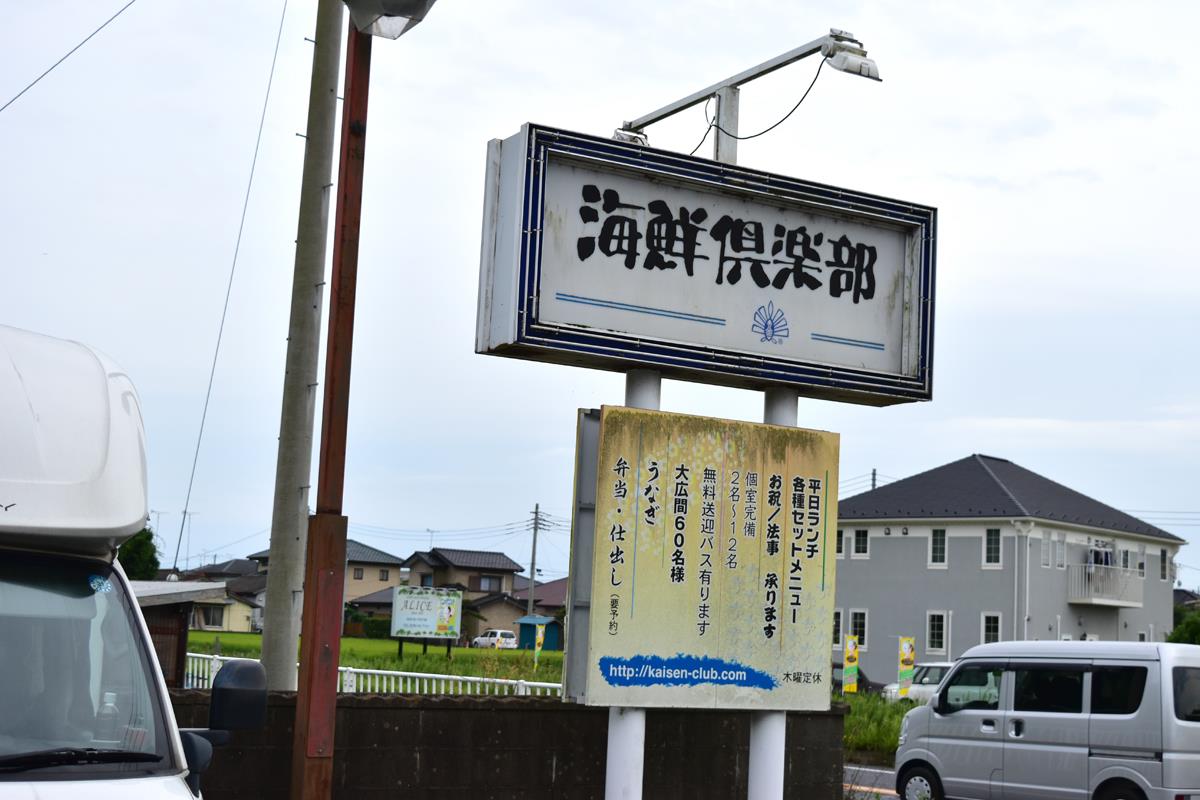 海鮮倶楽部
平日ランチ
各種セットメニュー
お祝/法事 承ります
個室完備
2名~12名
無料送迎バス有ります
大広間60名様
うなぎ
弁当・仕出し(要予約)
http://kaisen-club.com
木曜定休
ALICE